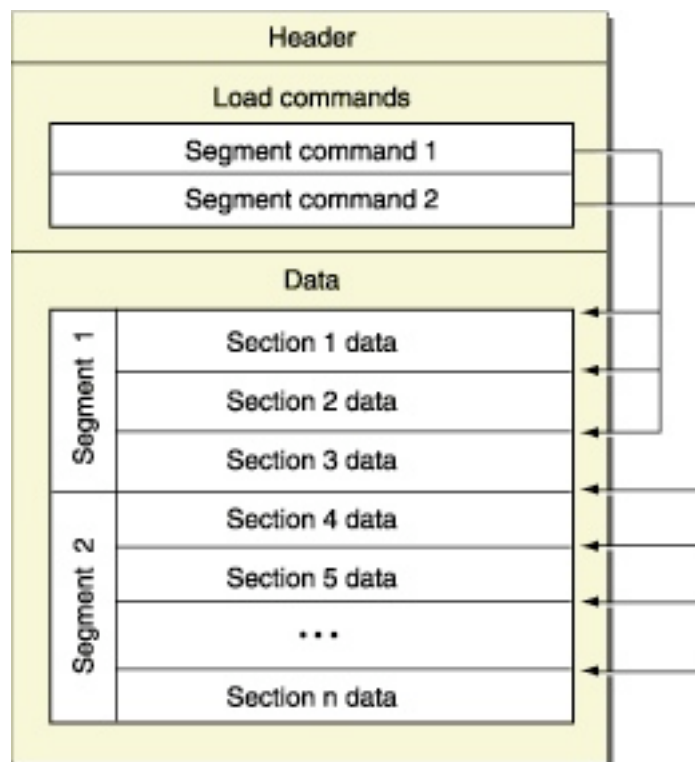 Header
Load commands
Segment command 1
Segment command 2
Data
Segment 1
Section 1 data
Section 2 data
Section 3 data
Segment 2
Section 4 data
Section 5 data
...
Section n data